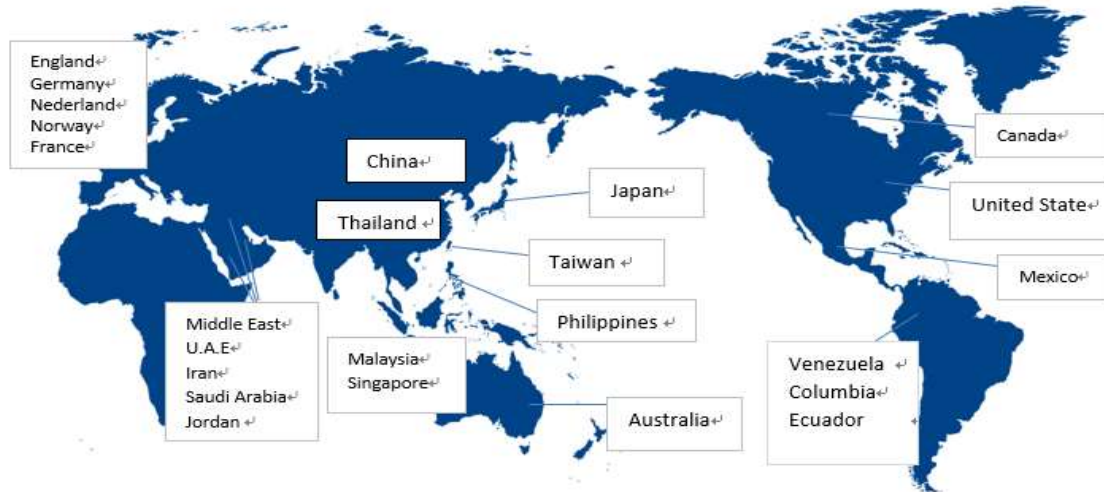 England
Germany
Nederland
Norway
France
China↵
Thailand ↵
Japan↵
Taiwan ↵
Philippines ↵
Middle East↵
U.A.E ↵
Iran ↵
Saudi Arabia↵
Jordan ↵
Malaysia ↵
Singapore↵
Australia↵
Canada↵
United State↵
Mexico↵
Venezuela ↵
Columbia ↵
Ecuador ↵